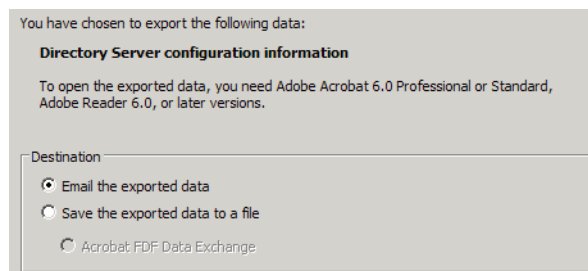 You have chosen to export the following data:
Directory Server configuration information
To open the exported data, you need Adobe Acrobat 6.0 Professional or Standard,
Adobe Reader 6.0, or later versions.
Destination
Email the exported data
Save the exported data to a file
Acrobat FDF Data Exchange